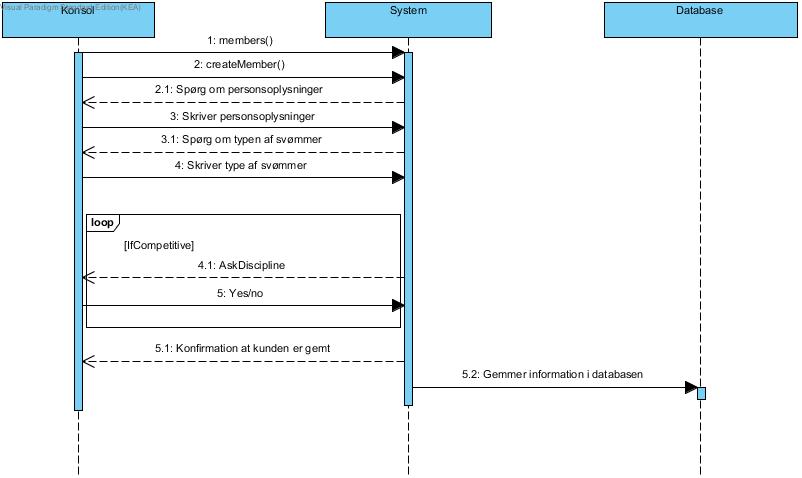 Visual Paradigm Standard Edition(KEA)
Konsol
System
Database
1: members()
2: createMember()
2.1: Spørg om personsoplysninger
3: Skriver personsoplysninger
3.1: Spørg om typen af svømmer
4: Skriver type af svømmer
loop
[IfCompetitive]
4.1: AskDiscipline
5: Yes/no
5.1: Konfirmation at kunden er gemt
5.2: Gemmer information i databasen